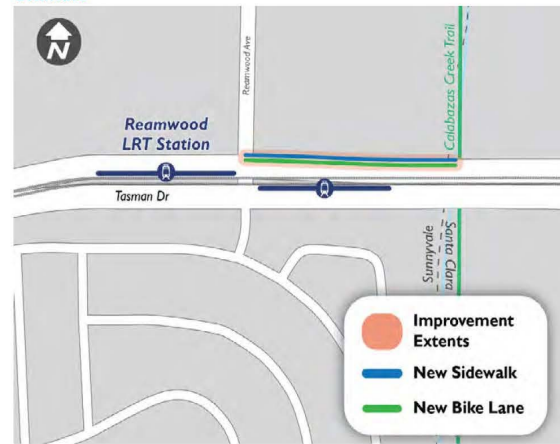 N
Reamwood Ave
Calabazas Creek Trail
Reamwood
LRT Station
Tasman Dr
Sunnyvale
Santa Clara
Improvement
Extents
New Sidewalk
New Bike Lane